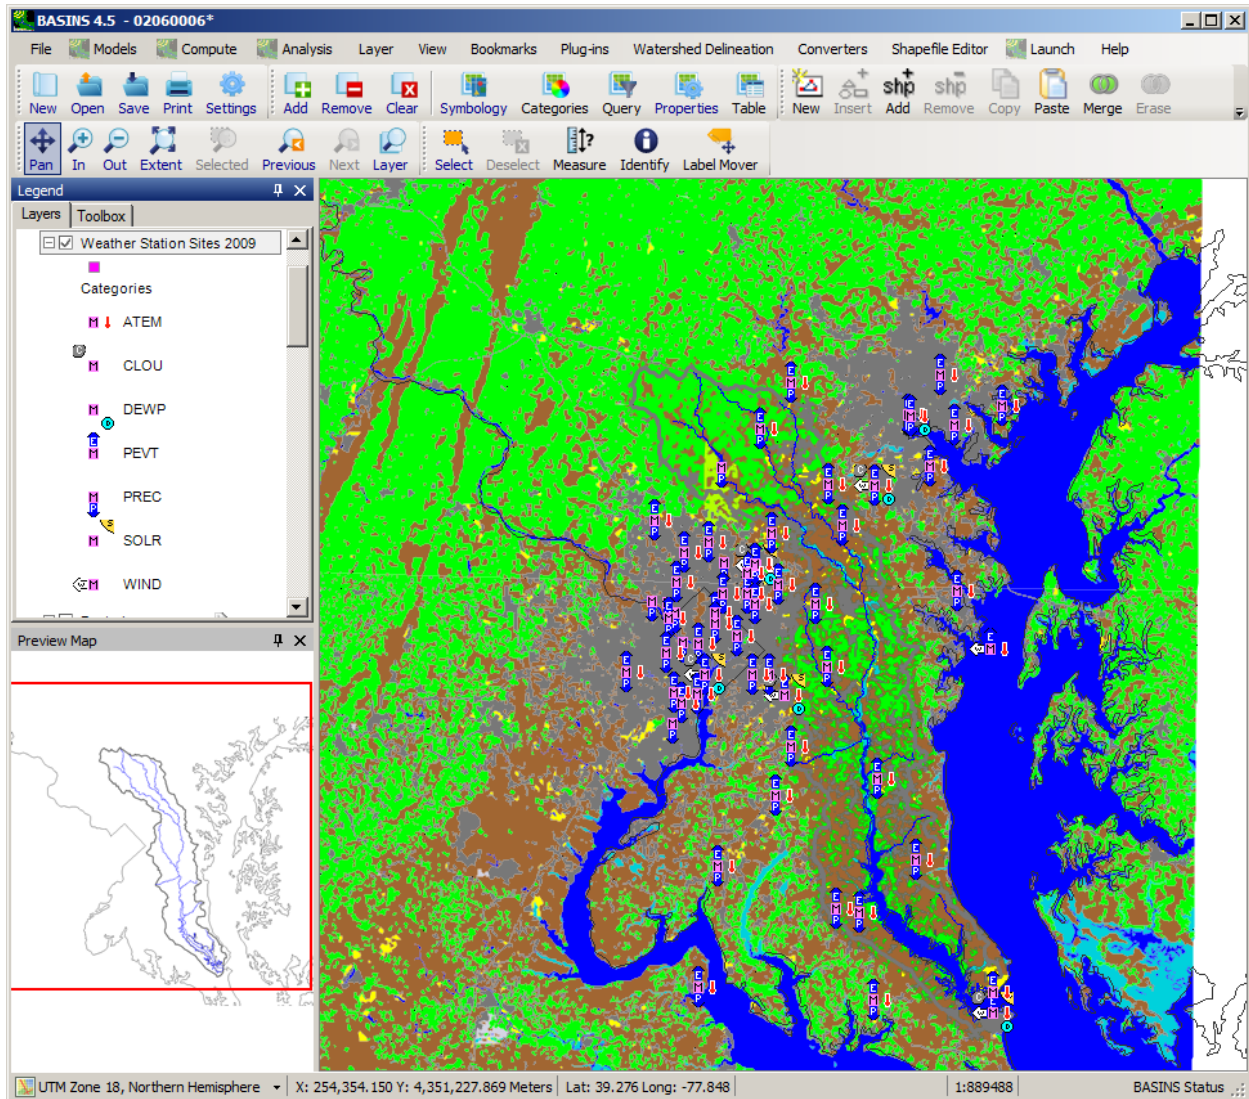 BASINS 4.5 - 02060006*
File Models Compute Analysis Layer View Bookmarks Plug-ins Watershed Delineation Converters Shapefile Editor Launch Help
New Open Save Print Settings Add Remove Clear Symbology Categories Query Properties Table New Insert Add Remove Copy Paste Merge Erase
Pan In Out Extent Selected Previous Next Layer Select Deselect Measure Identify Label Mover
Legend
Layers Toolbox
Weather Station Sites 2009
Categories
M ATEM
C M CLOU
M DEWP
D
E M PEVT
M P PREC
S
M SOLR
W M WIND
Preview Map
UTM Zone 18, Northern Hemisphere X: 254,354.150 Y: 4,351,227.869 Meters Lat: 39.276 Long: -77.848 1:889488 BASINS Status